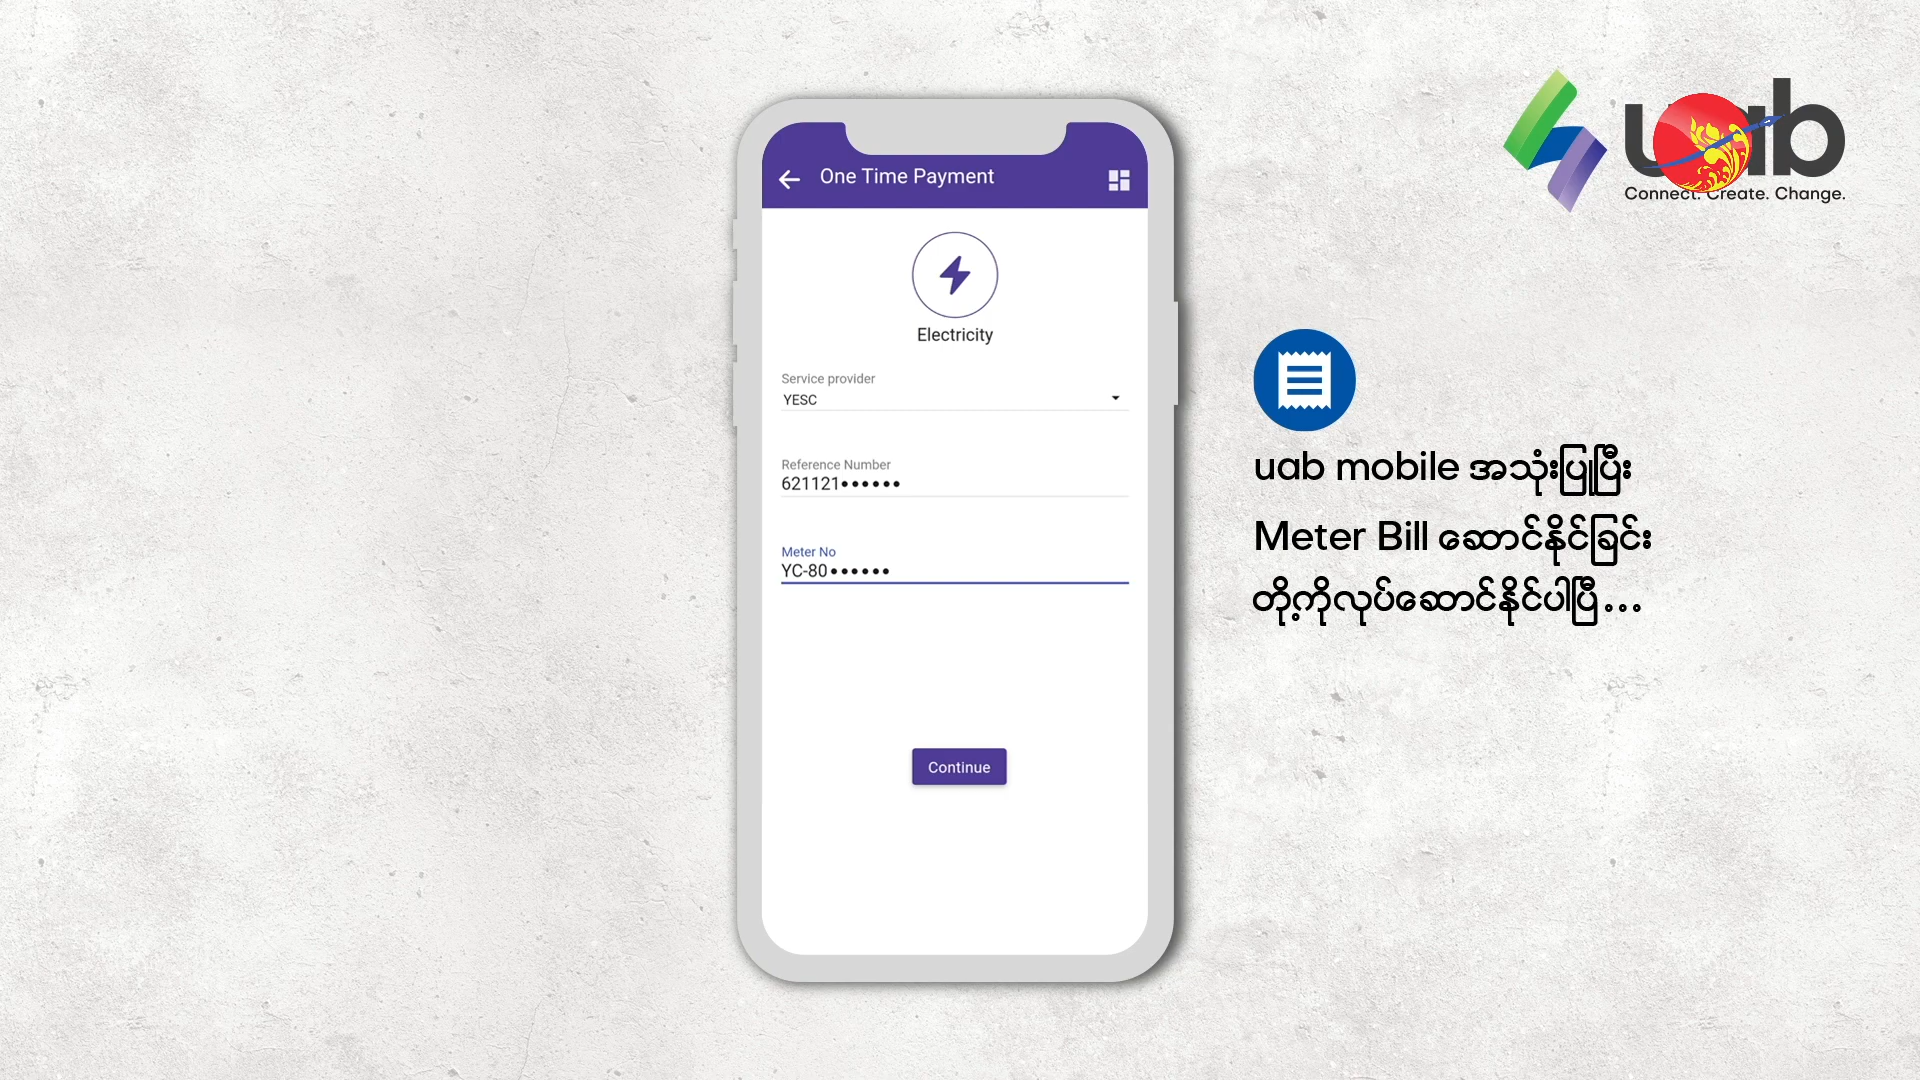 One Time Payment
Electricity
Service provider
YESC
Reference Number
621121••••••
Meter No
YC-80••••••
Continue
uab
Connect. Create. Change.
uab mobile အသုံးပြုပြီး
Meter Bill ဆောင်နိုင်ခြင်း
တို့ကိုလုပ်ဆောင်နိုင်ပါပြီ...